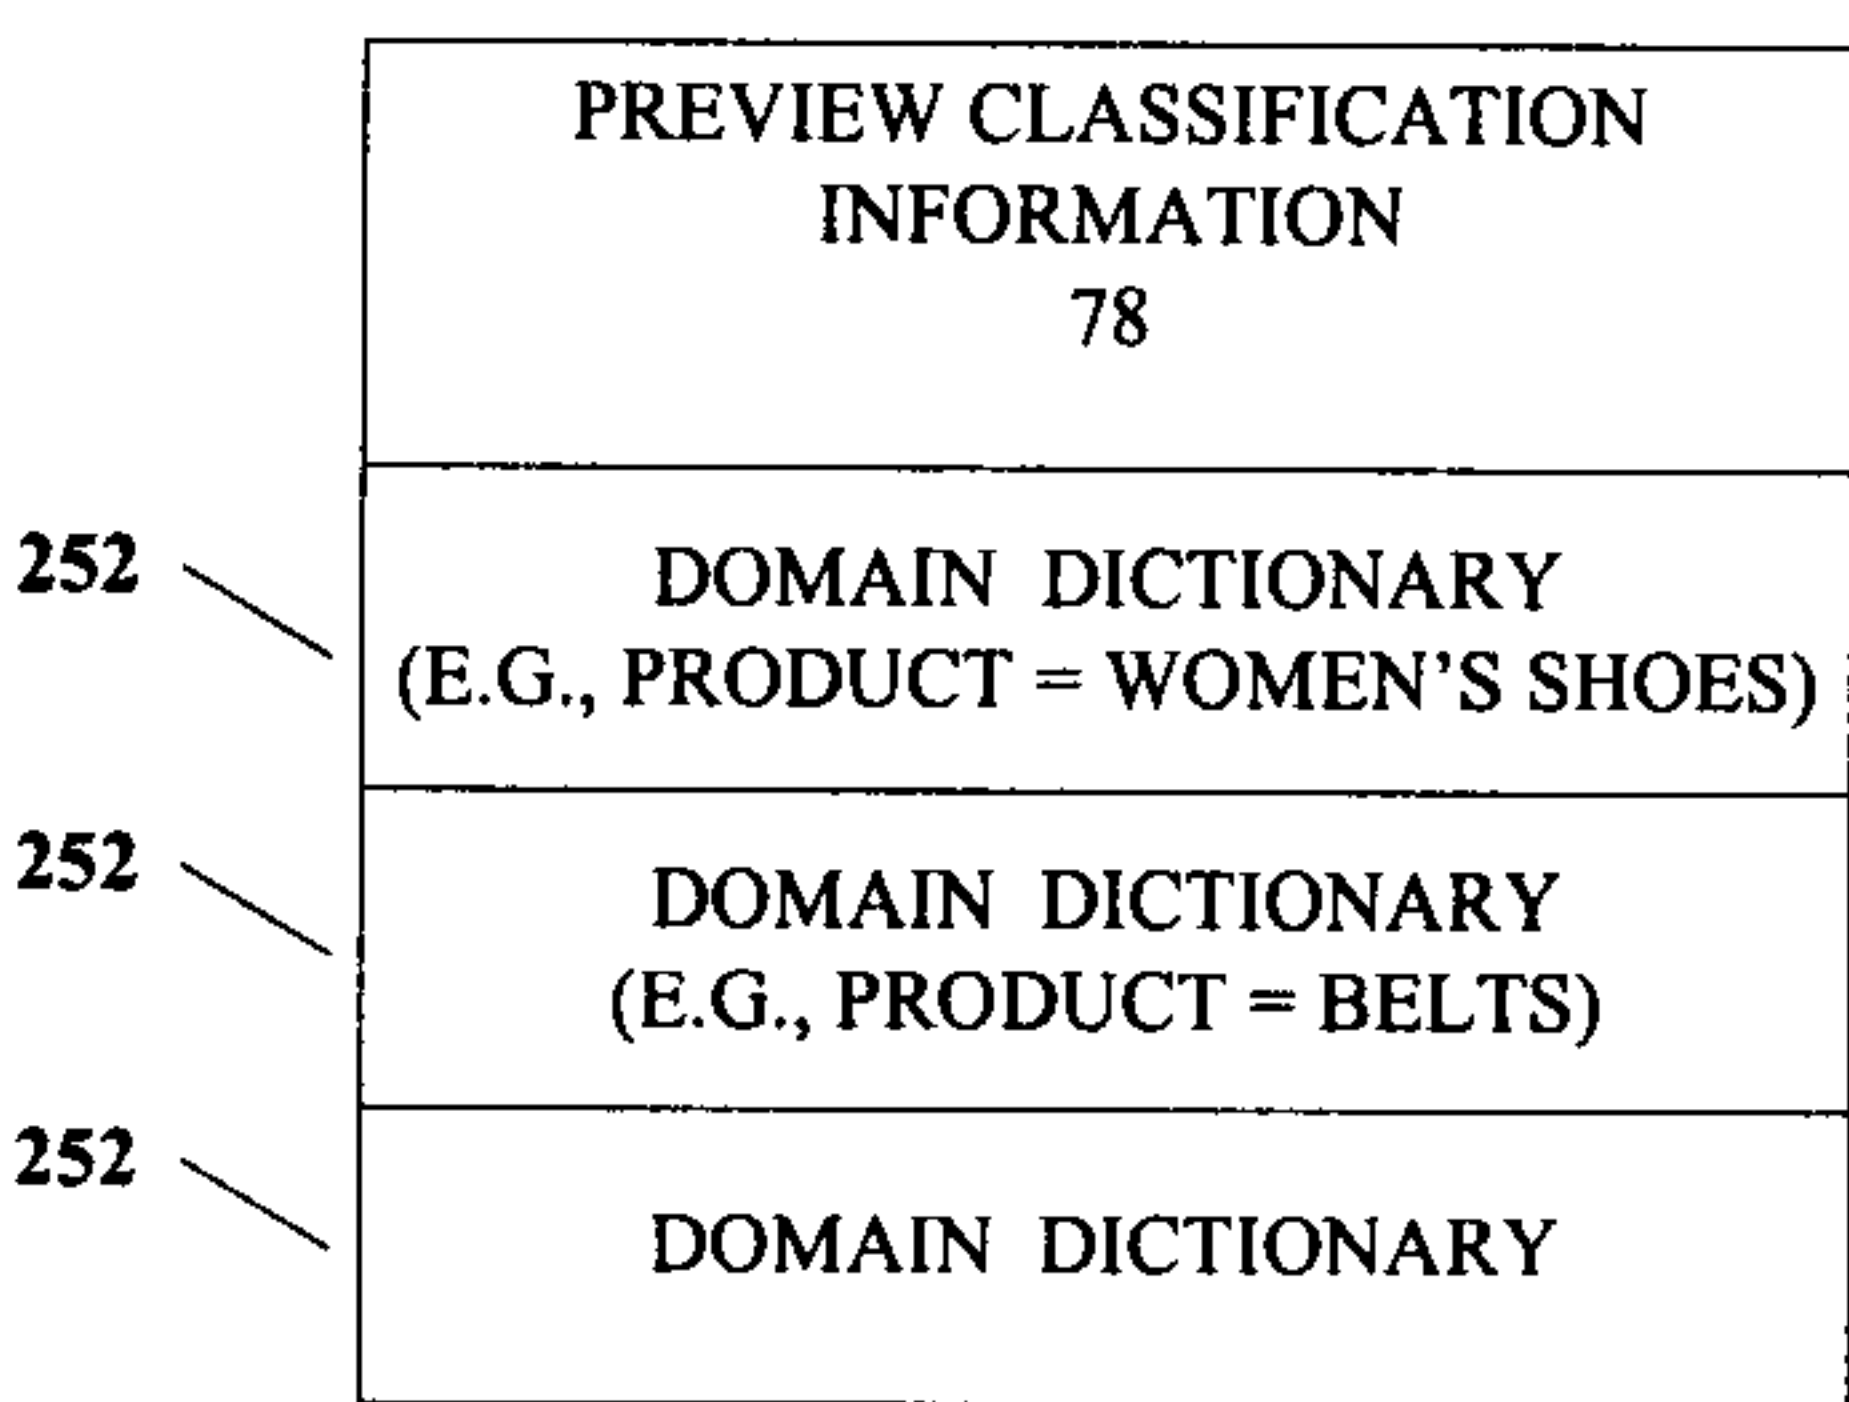 PREVIEW CLASSIFICATION
INFORMATION
78
252
DOMAIN DICTIONARY
(E.G., PRODUCT = WOMEN'S SHOES)
252
DOMAIN DICTIONARY
(E.G., PRODUCT = BELTS)
252
DOMAIN DICTIONARY